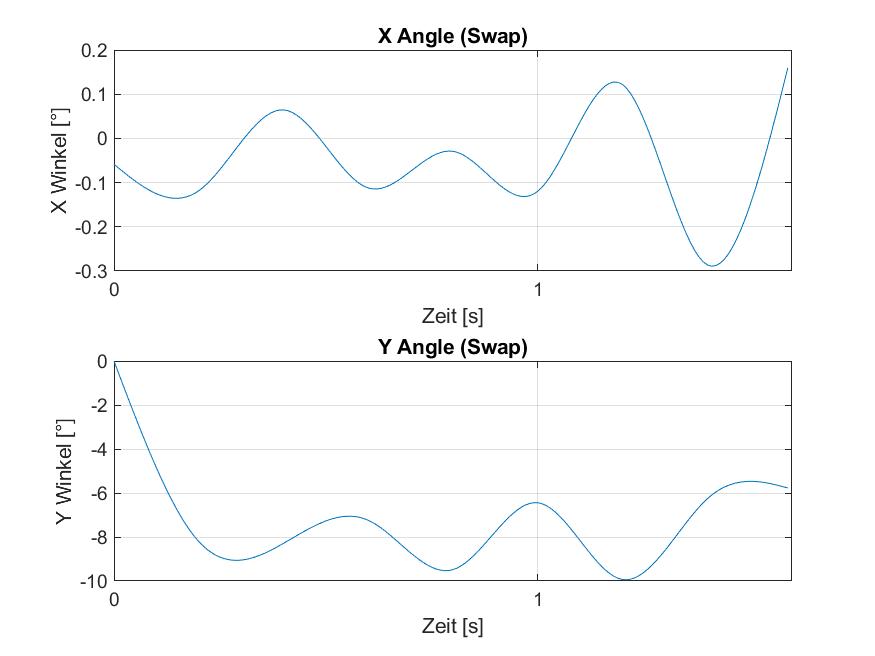 X Angle (Swap)
0.2
0.1
0
-0.1
-0.2
-0.3
X Winkel [°]
0
1
Zeit [s]
Y Angle (Swap)
0
-2
-4
-6
-8
-10
Y Winkel [°]
0
1
Zeit [s]